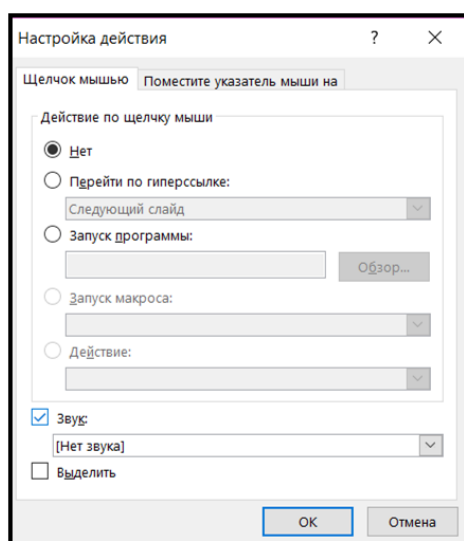 Настройка действия ?
Щелчок мышью Поместите указатель мыши на
Действие по щелчку мыши
Нет
Перейти по гиперссылке:
Следующий слайд
Запуск программы:
Обзор...
Запуск макроса:
Действие:
Звук:
[Нет звука]
Выделить
ОК Отмена